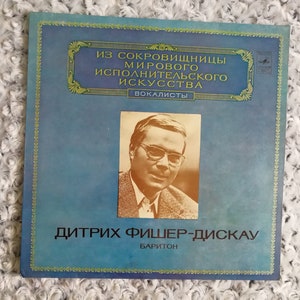 ИЗ СОКРОВИЩНИЦЫ
МИРОВОГО
ИСПОЛНИТЕЛЬСКОГО
ИСКУССТВА
ВОКАЛИСТЫ
ДИТРИХ ФИШЕР-ДИСКАУ
БАРИТОН